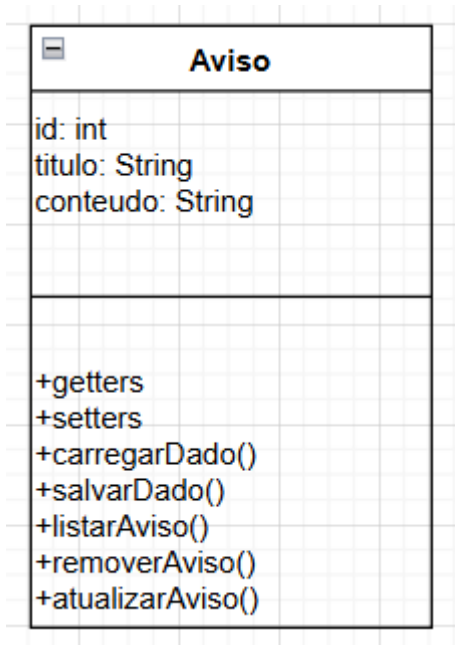 Aviso
id: int
titulo: String
conteudo: String
+getters
+setters
+carregarDado()
+salvarDado()
+listarAviso()
+removerAviso()
+atualizarAviso()